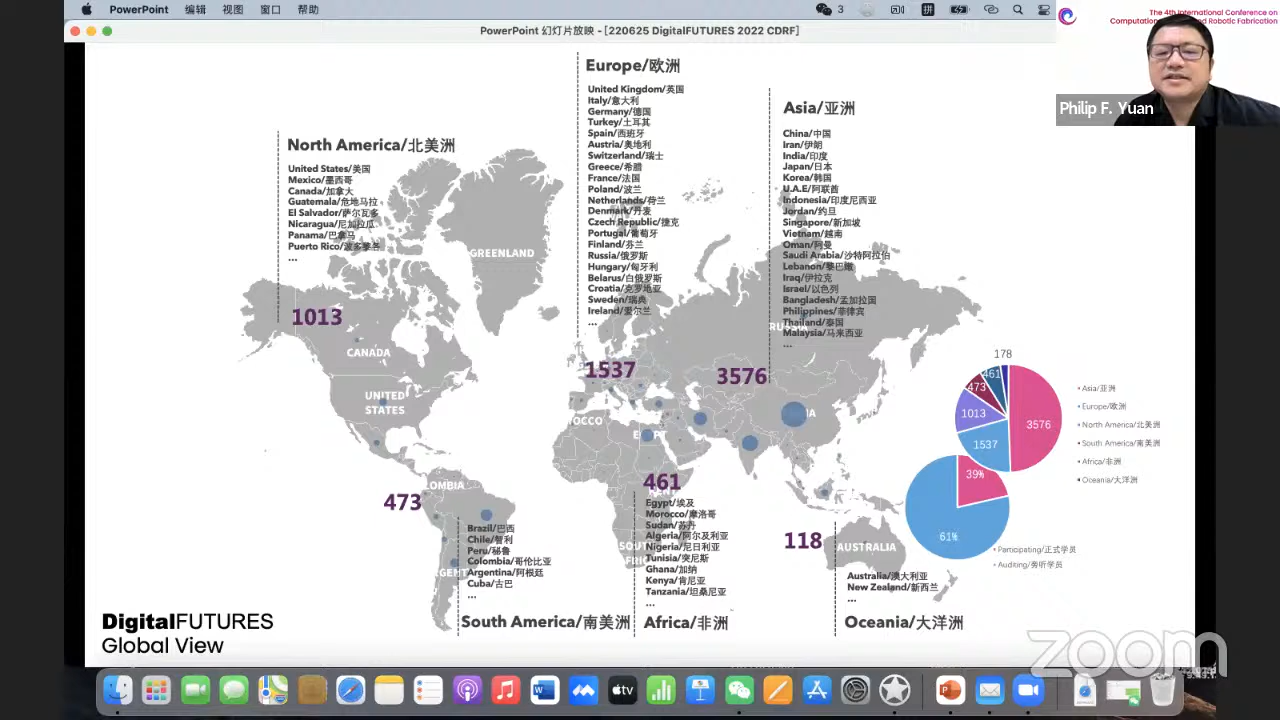 PowerPoint 编辑 视图 窗口 帮助
3
拼
PowerPoint 幻灯片放映 - [220625 DigitalFUTURES 2022 CDRF]
The 4th International Conference on
Philip F. Yuan
North America/北美洲
United States/美国
Mexico/墨西哥
Canada/加拿大
Guatemala/危地马拉
El Salvador/萨尔瓦多
Nicaragua/尼加拉瓜
Panama/巴拿马
Puerto Rico/波多黎各
...
1013
Europe/欧洲
United Kingdom/英国
Italy/意大利
Germany/德国
Turkey/土耳其
Spain/西班牙
Austria/奥地利
Switzerland/瑞士
Greece/希腊
France/法国
Poland/波兰
Netherlands/荷兰
Denmark/丹麦
Czech Republic/捷克
Portugal/葡萄牙
Finland/芬兰
Russia/俄罗斯
Hungary/匈牙利
Belarus/白俄罗斯
Croatia/克罗地亚
Sweden/瑞典
Ireland/爱尔兰
...
1537
Asia/亚洲
China/中国
Iran/伊朗
India/印度
Japan/日本
Korea/韩国
U.A.E/阿联酋
Indonesia/印度尼西亚
Jordan/约旦
Singapore/新加坡
Vietnam/越南
Oman/阿曼
Saudi Arabia/沙特阿拉伯
Lebanon/黎巴嫩
Iraq/伊拉克
Israel/以色列
Bangladesh/孟加拉国
Philippines/菲律宾
Thailand/泰国
Malaysia/马来西亚
...
3576
GREENLAND
CANADA
UNITED
STATES
473
Brazil/巴西
Chile/智利
Peru/秘鲁
Colombia/哥伦比亚
Argentina/阿根廷
Cuba/古巴
...
South America/南美洲
461
Egypt/埃及
Morocco/摩洛哥
Sudan/苏丹
Algeria/阿尔及利亚
Nigeria/尼日利亚
Tunisia/突尼斯
Ghana/加纳
Kenya/肯尼亚
Tanzania/坦桑尼亚
...
Africa/非洲
118
AUSTRALIA
Australia/澳大利亚
New Zealand/新西兰
...
Oceania/大洋洲
178
461
473
1013
1537
3576
Asia/亚洲
Europe/欧洲
North America/北美洲
South America/南美洲
Africa/非洲
Oceania/大洋洲
39%
61%
Participating/正式学员
Auditing/旁听学员
DigitalFUTURES
Global View
zoom
tv